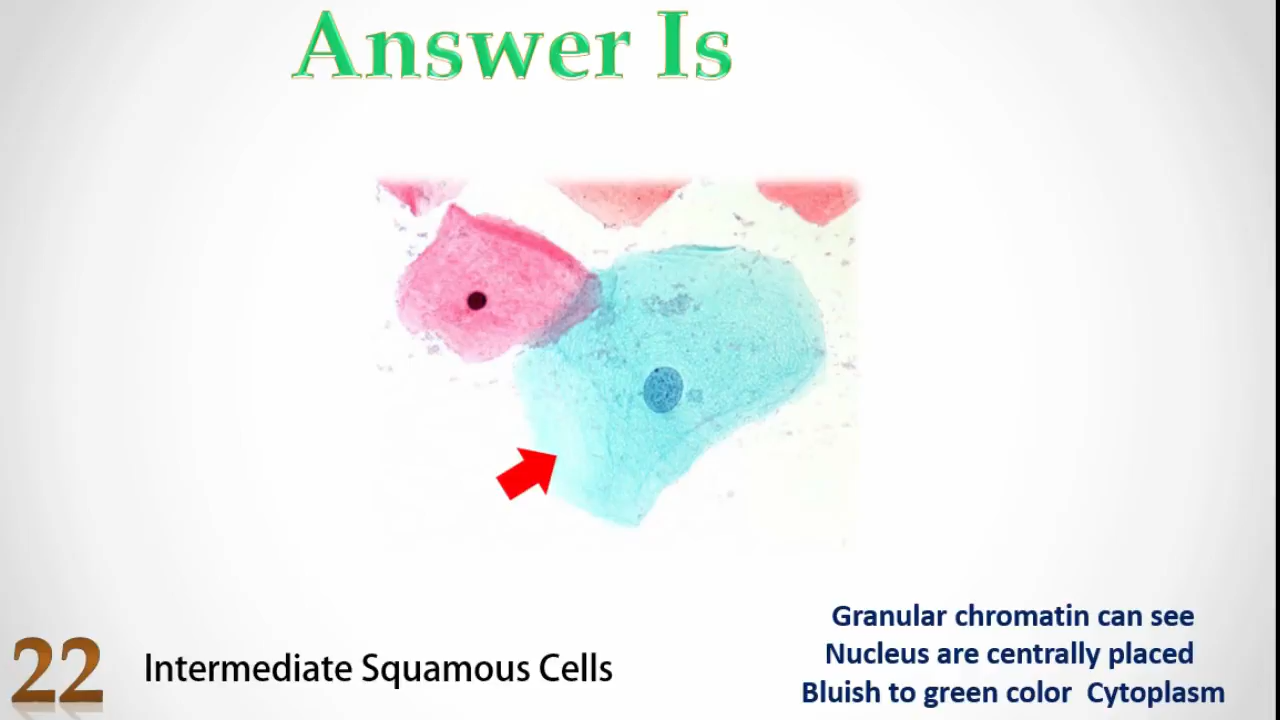 Answer Is
22
Intermediate Squamous Cells
Granular chromatin can see
Nucleus are centrally placed
Bluish to green color Cytoplasm